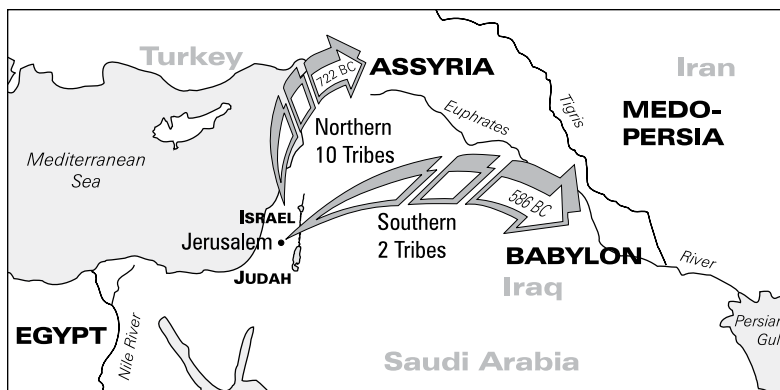 Turkey
722 BC
ASSYRIA
Iran
Tigris
Euphrates
MEDO-
PERSIA
Northern
10 Tribes
Mediterranean
Sea
586 BC
ISRAEL
Southern
2 Tribes
Jerusalem
BABYLON
River
JUDAH
Iraq
EGYPT
Nile River
Persian
Gul
Saudi Arabia